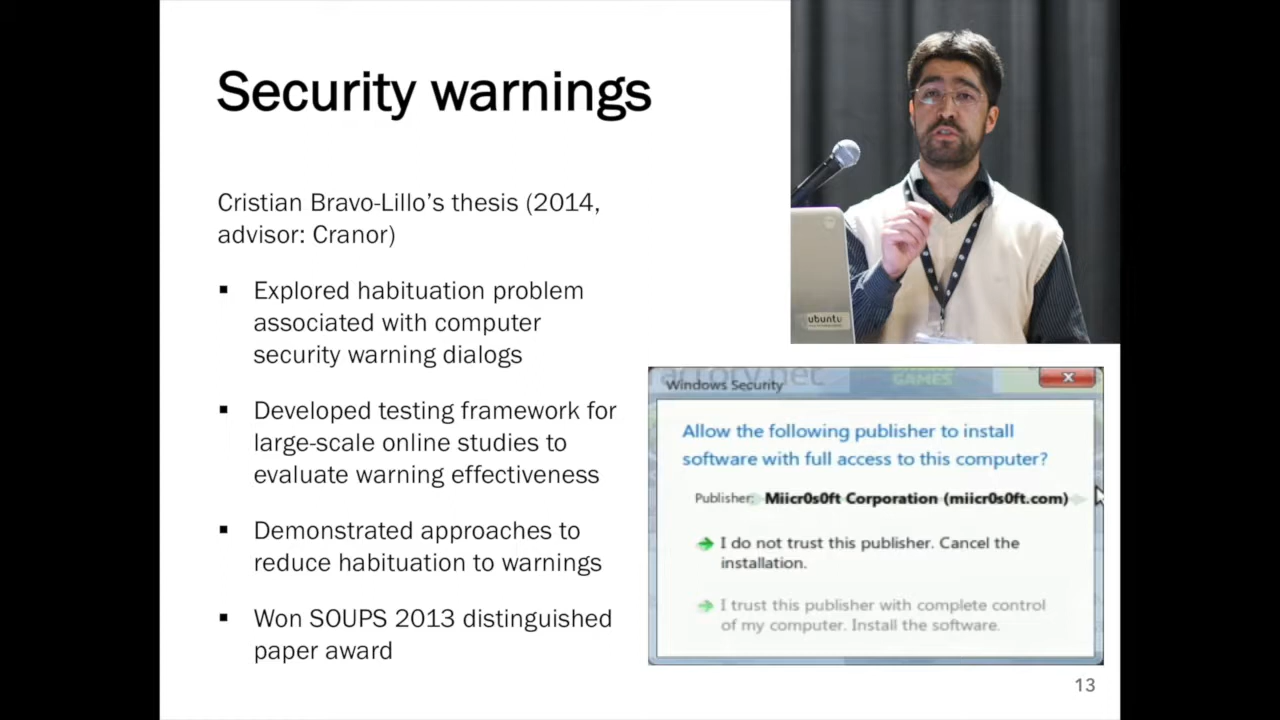 Security warnings
Cristian Bravo-Lillo’s thesis (2014,
advisor: Cranor)
▪ Explored habituation problem
associated with computer
security warning dialogs
▪ Developed testing framework for
large-scale online studies to
evaluate warning effectiveness
▪ Demonstrated approaches to
reduce habituation to warnings
▪ Won SOUPS 2013 distinguished
paper award
ubuntu
factory.net
GAMES
Windows Security
Allow the following publisher to install
software with full access to this computer?
Publisher: Miicr0s0ft Corporation (miicr0s0ft.com)
I do not trust this publisher. Cancel the
installation.
I trust this publisher with complete control
of my computer. Install the software.
13